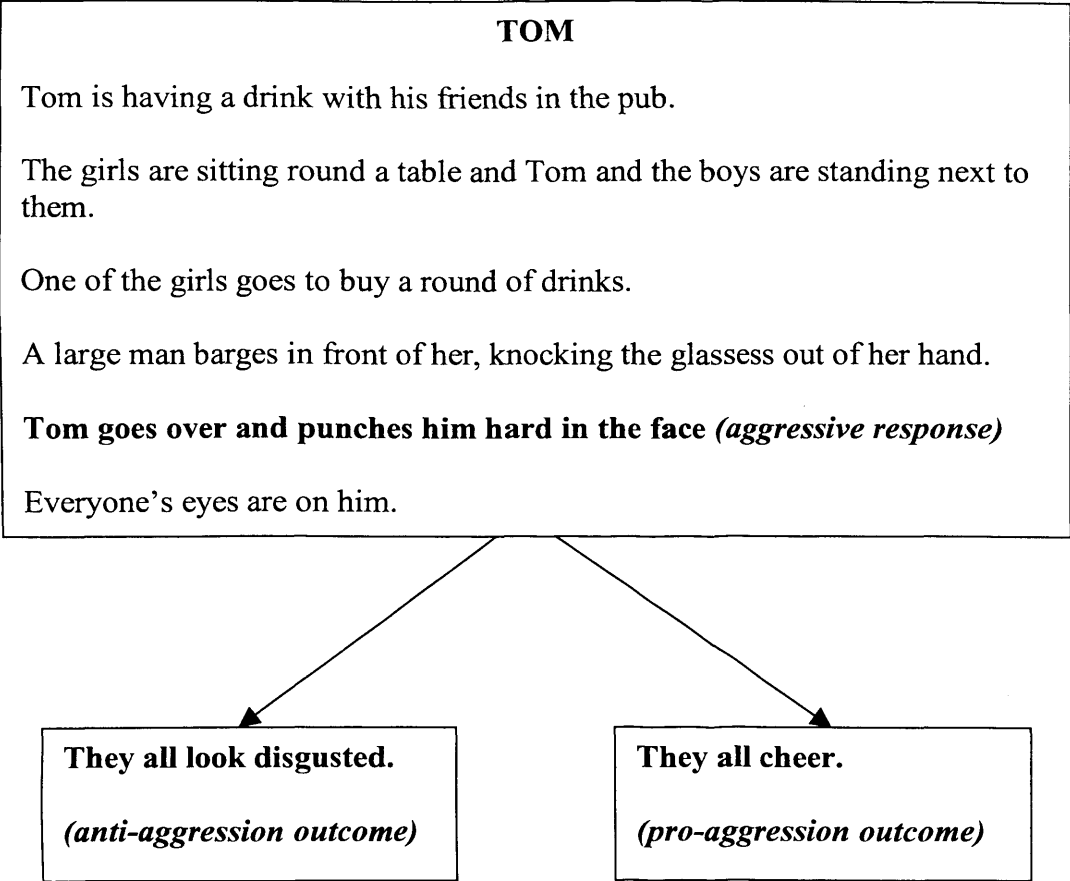 TOM
Tom is having a drink with his friends in the pub.
The girls are sitting round a table and Tom and the boys are standing next to
them.
One of the girls goes to buy a round of drinks.
A large man barges in front of her, knocking the glassess out of her hand.
Tom goes over and punches him hard in the face (aggressive response)
Everyone's eyes are on him.
They all look disgusted.
(anti-aggression outcome)
They all cheer.
(pro-aggression outcome)